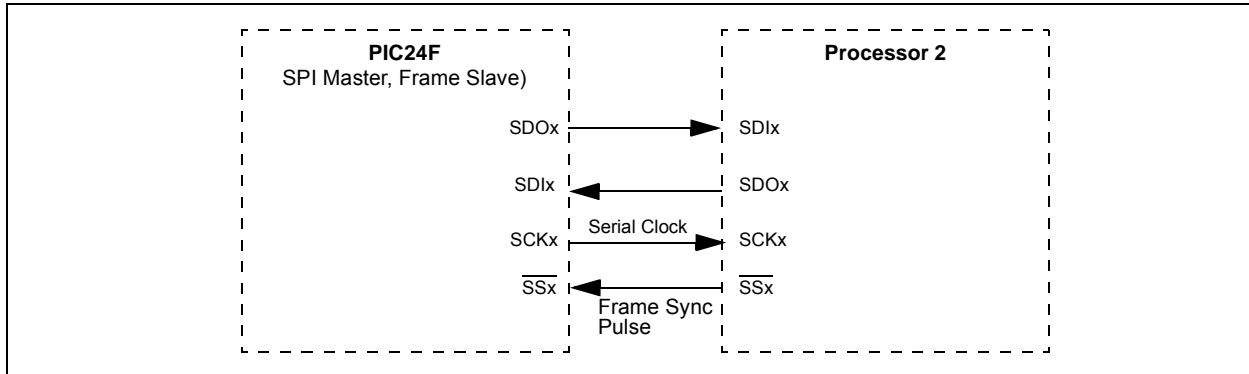 PIC24F
SPI Master, Frame Slave)
Processor 2
SDOx
SDIx
SDIx
SDOx
SCKx
Serial Clock
SCKx
SSx
SSx
Frame Sync
Pulse